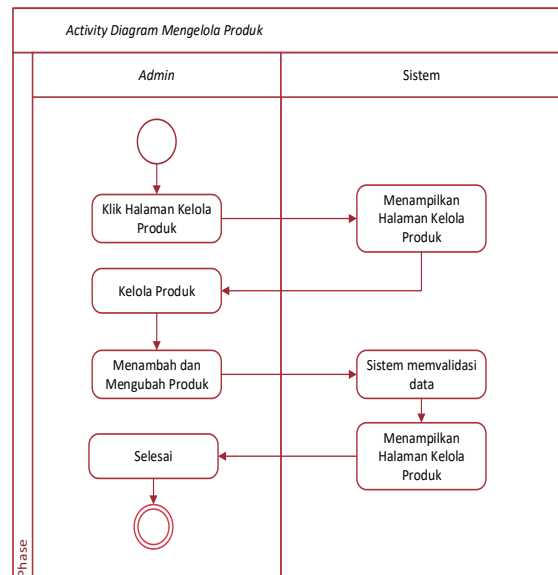 Activity Diagram Mengelola Produk
Admin
Sistem
Klik Halaman Kelola
Produk
Menampilkan
Halaman Kelola
Produk
Kelola Produk
Menambah dan
Mengubah Produk
Sistem memvalidasi
data
Menampilkan
Halaman Kelola
Produk
Selesai
Phase